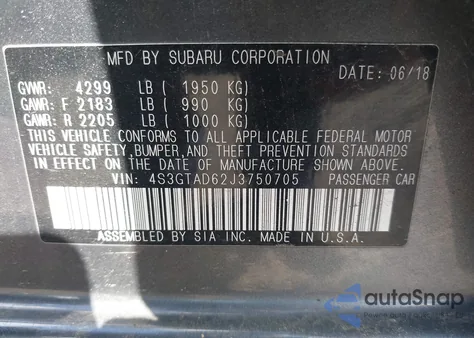 MFD BY SUBARU CORPORATION
DATE: 06/18
GVWR: 4299 LB ( 1950 KG)
GAWR: F 2183 LB ( 990 KG)
GAWR: R 2205 LB ( 1000 KG)
THIS VEHICLE CONFORMS TO ALL APPLICABLE FEDERAL MOTOR
VEHICLE SAFETY, BUMPER, AND THEFT PREVENTION STANDARDS
IN EFFECT ON THE DATE OF MANUFACTURE SHOWN ABOVE.
VIN: 4S3GTAD62J3750705 PASSENGER CAR
ASSEMBLED BY SIA INC. MADE IN U.S.A.
autoSnap